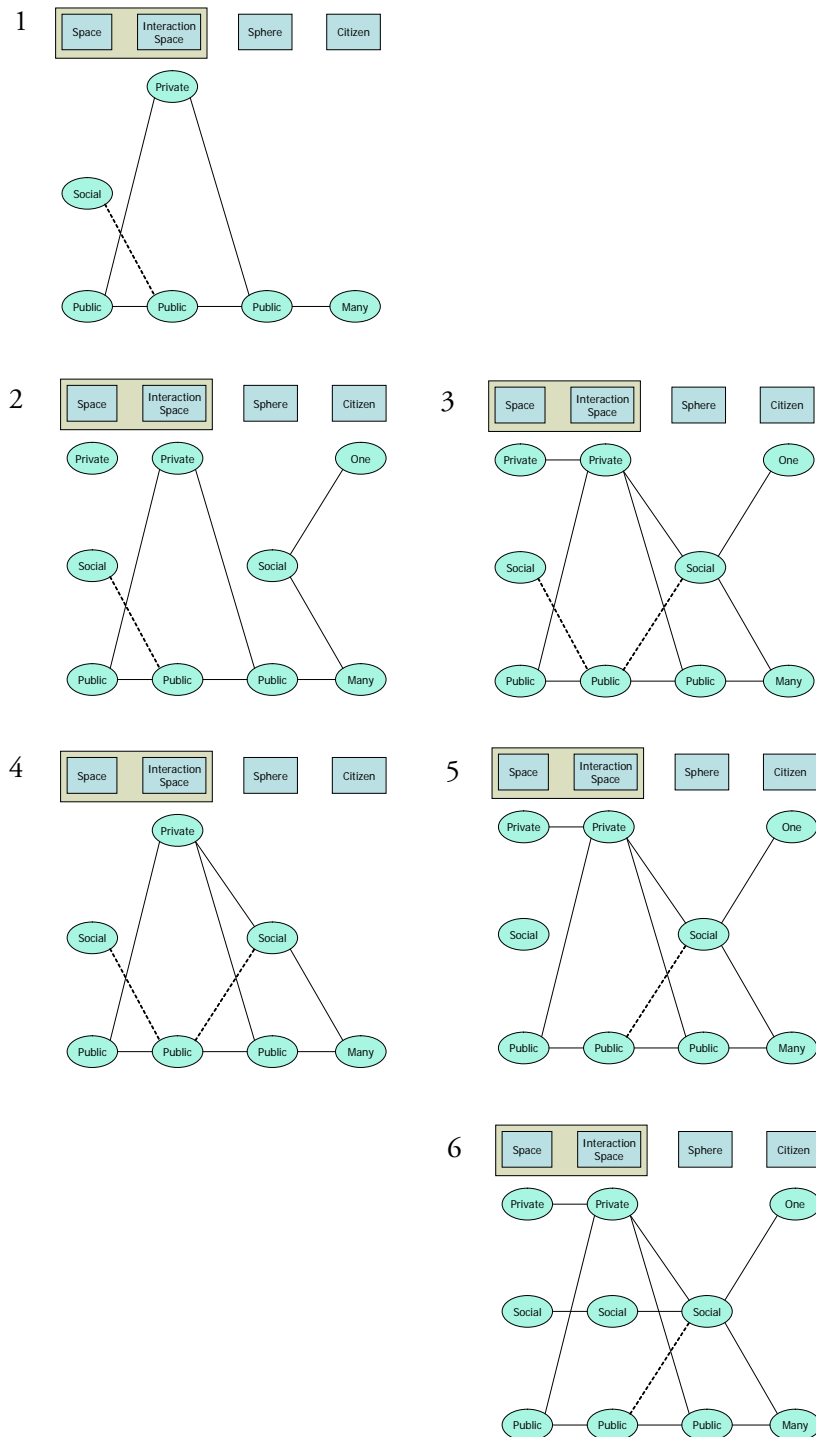 1
Space
Interaction
Space
Sphere
Citizen
Private
Social
Public
Public
Public
Many
2
Space
Interaction
Space
Sphere
Citizen
Private
Private
One
Social
Social
Public
Public
Public
Many
3
Space
Interaction
Space
Sphere
Citizen
Private
Private
One
Social
Social
Public
Public
Public
Many
4
Space
Interaction
Space
Sphere
Citizen
Private
Social
Social
Public
Public
Public
Many
5
Space
Interaction
Space
Sphere
Citizen
Private
Private
One
Social
Social
Public
Public
Public
Many
6
Space
Interaction
Space
Sphere
Citizen
Private
Private
One
Social
Social
Social
Public
Public
Public
Many